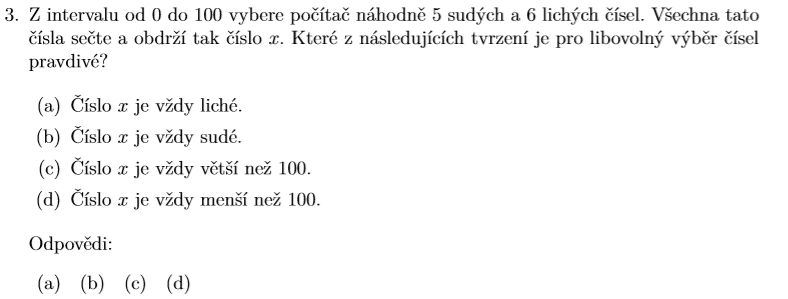 3. Z intervalu od 0 do 100 vybere počítač náhodně 5 sudých a 6 lichých čísel. Všechna tato
čísla sečte a obdrží tak číslo x. Které z následujících tvrzení je pro libovolný výběr čísel
pravdivé?
(a) Číslo x je vždy liché.
(b) Číslo x je vždy sudé.
(c) Číslo x je vždy větší než 100.
(d) Číslo x je vždy menší než 100.
Odpovědi:
(a) (b) (c) (d)